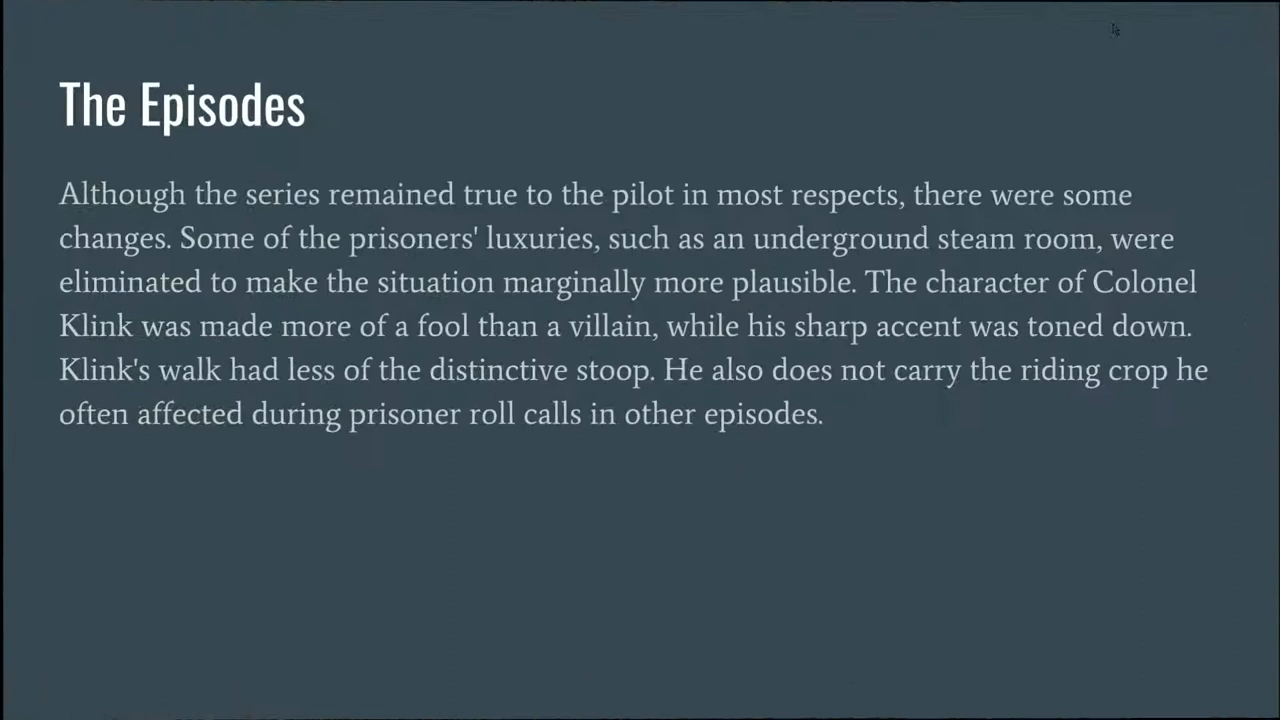 The Episodes
Although the series remained true to the pilot in most respects, there were some
changes. Some of the prisoners' luxuries, such as an underground steam room, were
eliminated to make the situation marginally more plausible. The character of Colonel
Klink was made more of a fool than a villain, while his sharp accent was toned down.
Klink's walk had less of the distinctive stoop. He also does not carry the riding crop he
often affected during prisoner roll calls in other episodes.